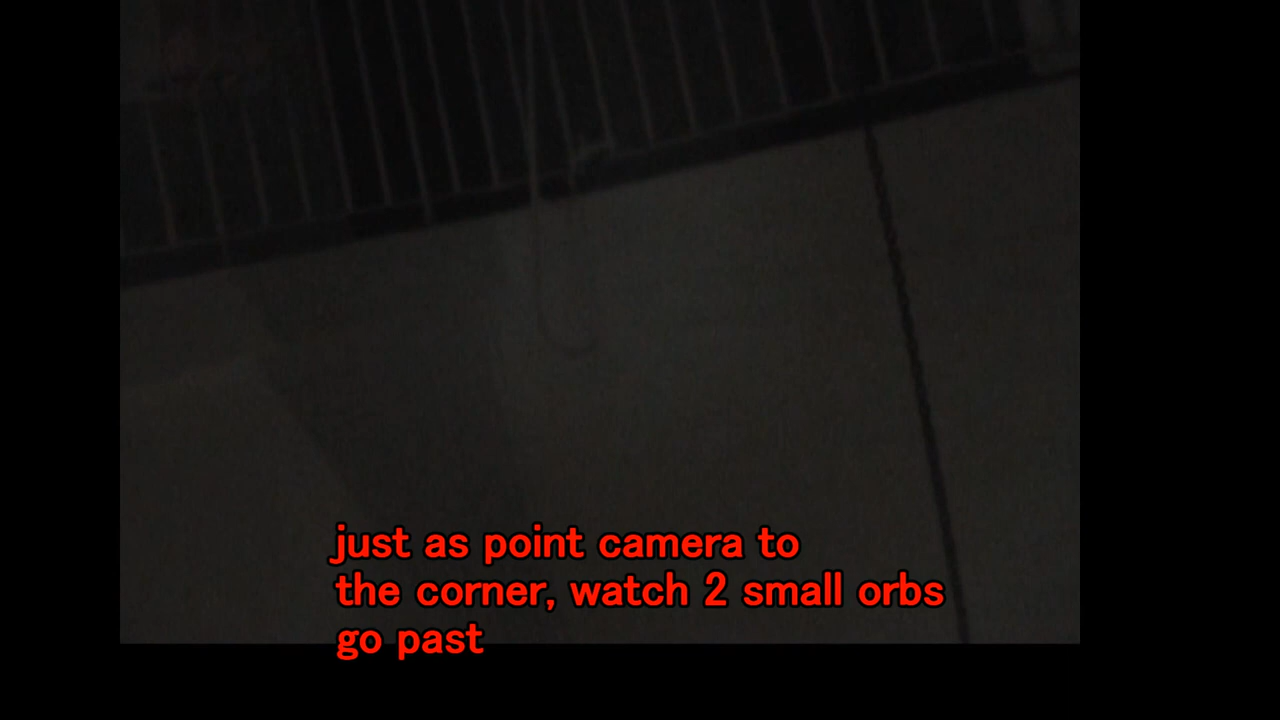 just as point camera to
the corner, watch 2 small orbs
go past